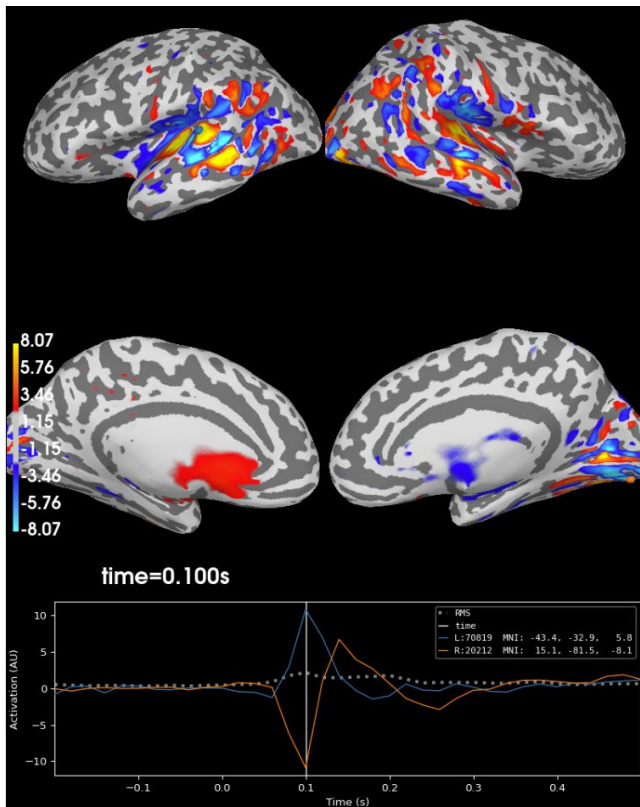 8.07
5.76
3.46
1.15
-1.15
-3.46
-5.76
-8.07
time=0.100s
10
5
0
−5
−10
Activation (AU)
RMS
time
L:70819 MNI: -43.4, -32.9, 5.8
R:20212 MNI: 15.1, -81.5, -8.1
−0.1
0.0
0.1
0.2
0.3
0.4
Time (s)